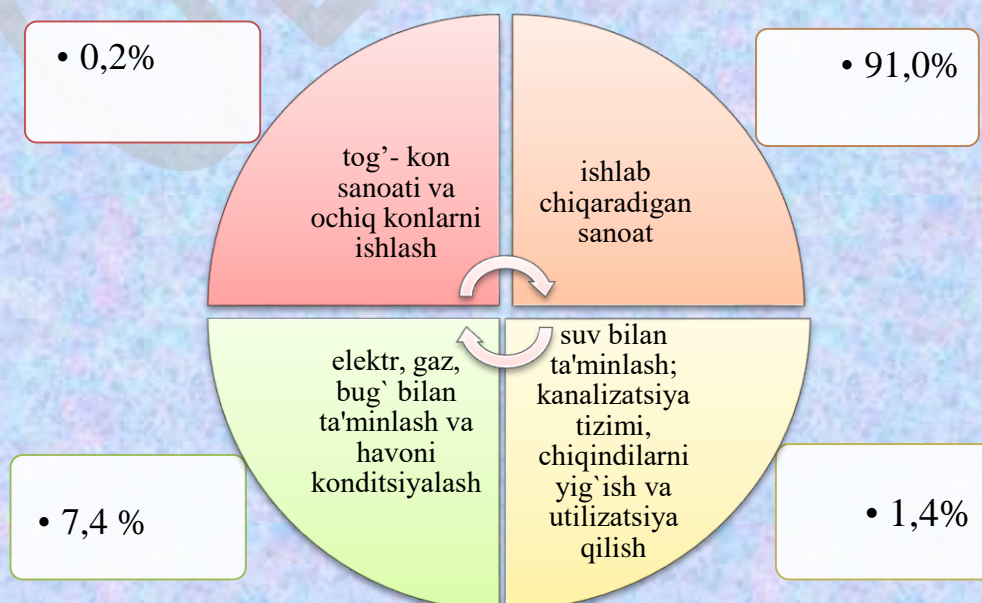 • 0,2%
• 91,0%
tog’- kon
sanoati va
ochiq konlarni
ishlash
ishlab
chiqaradigan
sanoat
elektr, gaz,
bug` bilan
ta'minlash va
havoni
konditsiyalash
suv bilan
ta'minlash;
kanalizatsiya
tizimi,
chiqindilarni
yig`ish va
utilizatsiya
qilish
• 7,4 %
• 1,4%